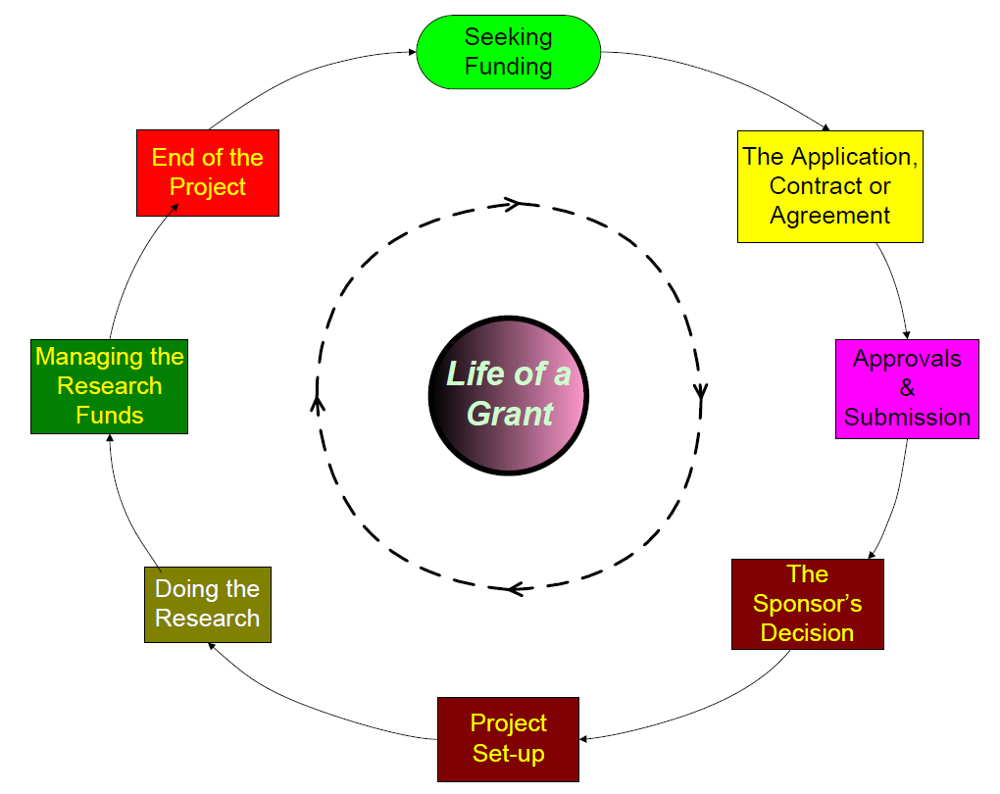 Seeking
Funding
The Application,
Contract or
Agreement
Approvals
&
Submission
The
Sponsor’s
Decision
Project
Set-up
Doing the
Research
Managing the
Research
Funds
End of the
Project
Life of a
Grant